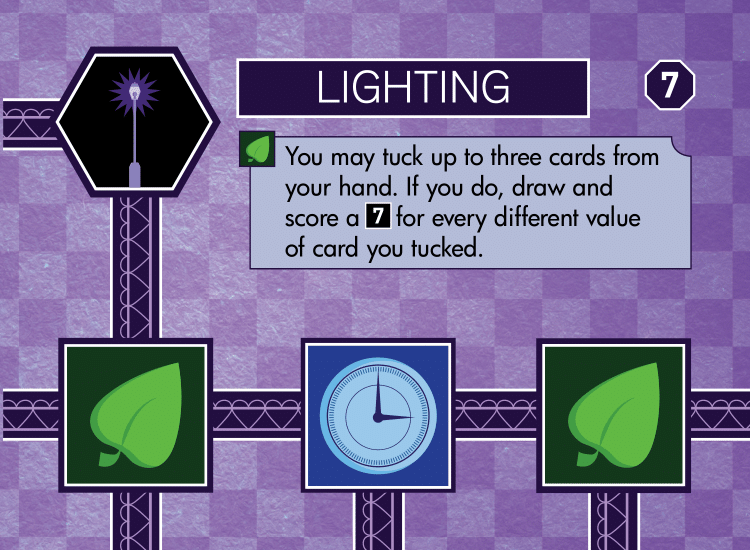 LIGHTING
7
You may tuck up to three cards from
your hand. If you do, draw and
score a 7 for every different value
of card you tucked.